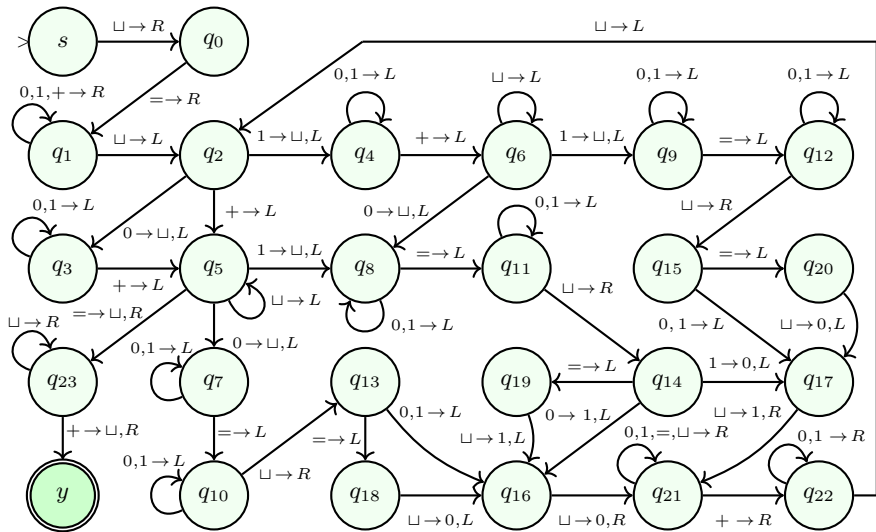 ⊔→L
> s ⊔→R q0
0,1,+→R =→R 0,1→L ⊔→L 0,1→L 0,1→L
q1 ⊔→L q2 1→⊔,L q4 +→L q6 1→⊔,L q9 =→L q12
0,1→L 0→⊔,L +→L 0→⊔,L 0,1→L ⊔→R
q3 +→L q5 1→⊔,L q8 =→L q11 q15 =→L q20
⊔→R =→⊔,R ⊔→L 0,1→L ⊔→R 0,1→L ⊔→0,L
0,1→L 0→⊔,L
q23 q7 q13 q19 =→L q14 1→0,L q17
+→⊔,R =→L =→L 0,1→L ⊔→1,L 0→1,L ⊔→1,R
0,1→L ⊔→R 0,1,=,⊔→R 0,1→R
y q10 q18 ⊔→0,L q16 ⊔→0,R q21 +→R q22